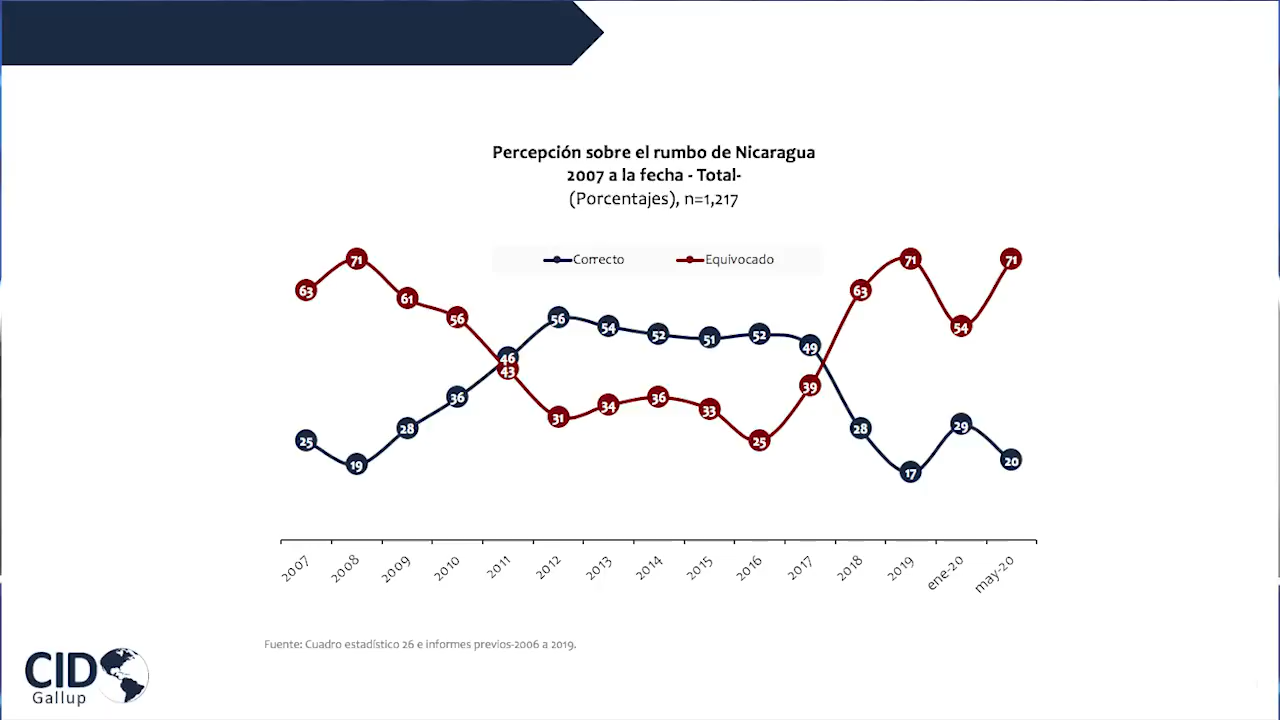 Percepción sobre el rumbo de Nicaragua
2007 a la fecha - Total-
(Porcentajes), n=1,217
Correcto Equivocado
63 71 61 56 43 31 34 36 33 25 39 63 71 54 71
25 19 28 36 46 56 54 52 51 52 49 28 17 29 20
2007 2008 2009 2010 2011 2012 2013 2014 2015 2016 2017 2018 2019 ene-20 may-20
Fuente: Cuadro estadístico 26 e informes previos-2006 a 2019.
CID
Gallup